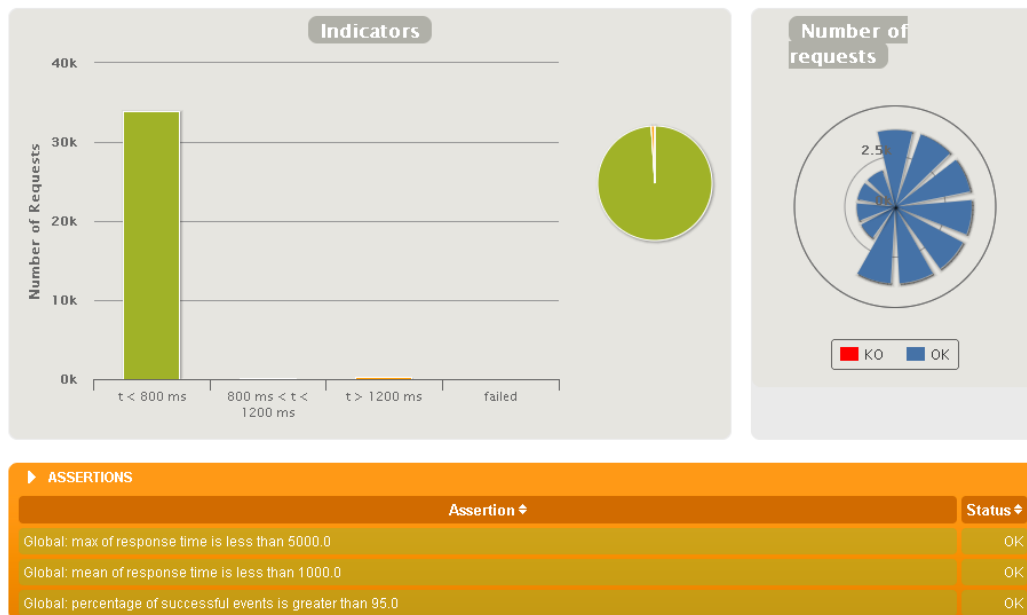 Indicators
40k
30k
20k
10k
0k
Number of Requests
t < 800 ms
800 ms < t <
1200 ms
t > 1200 ms
failed
Number of
requests
KO
OK
ASSERTIONS
Assertion
Status
Global: max of response time is less than 5000.0
OK
Global: mean of response time is less than 1000.0
OK
Global: percentage of successful events is greater than 95.0
OK